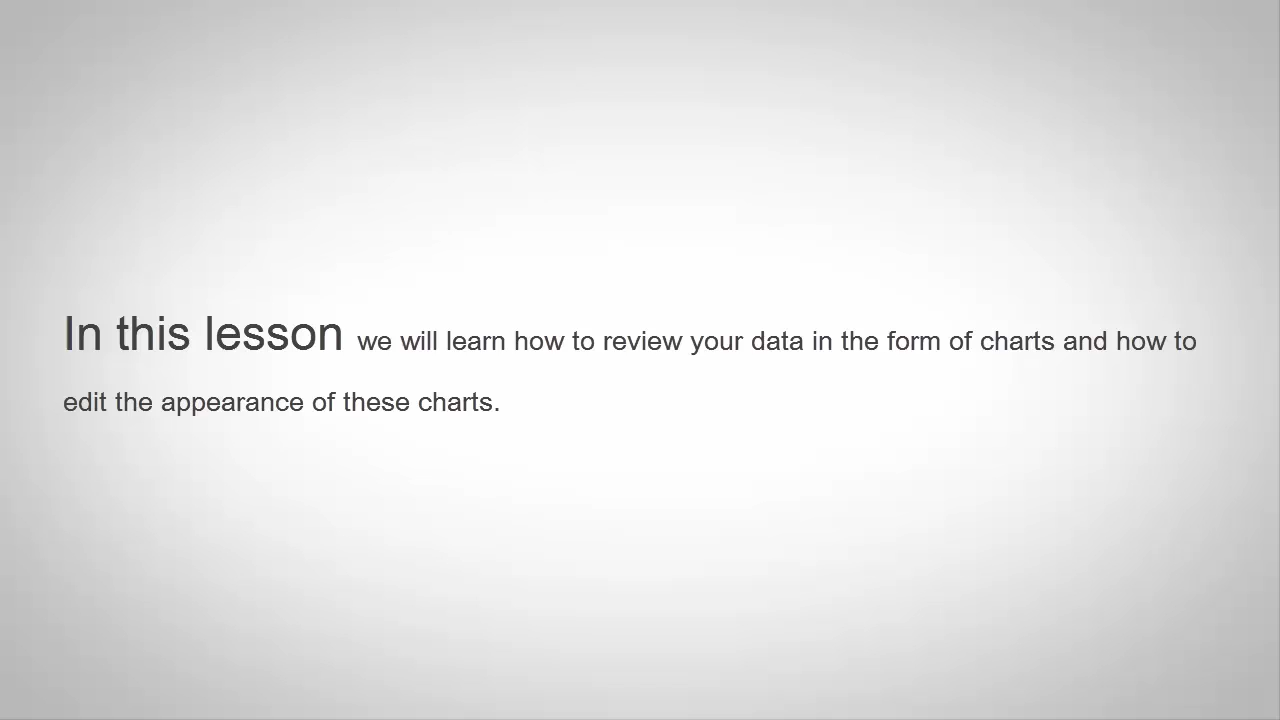 In this lesson we will learn how to review your data in the form of charts and how to
edit the appearance of these charts.